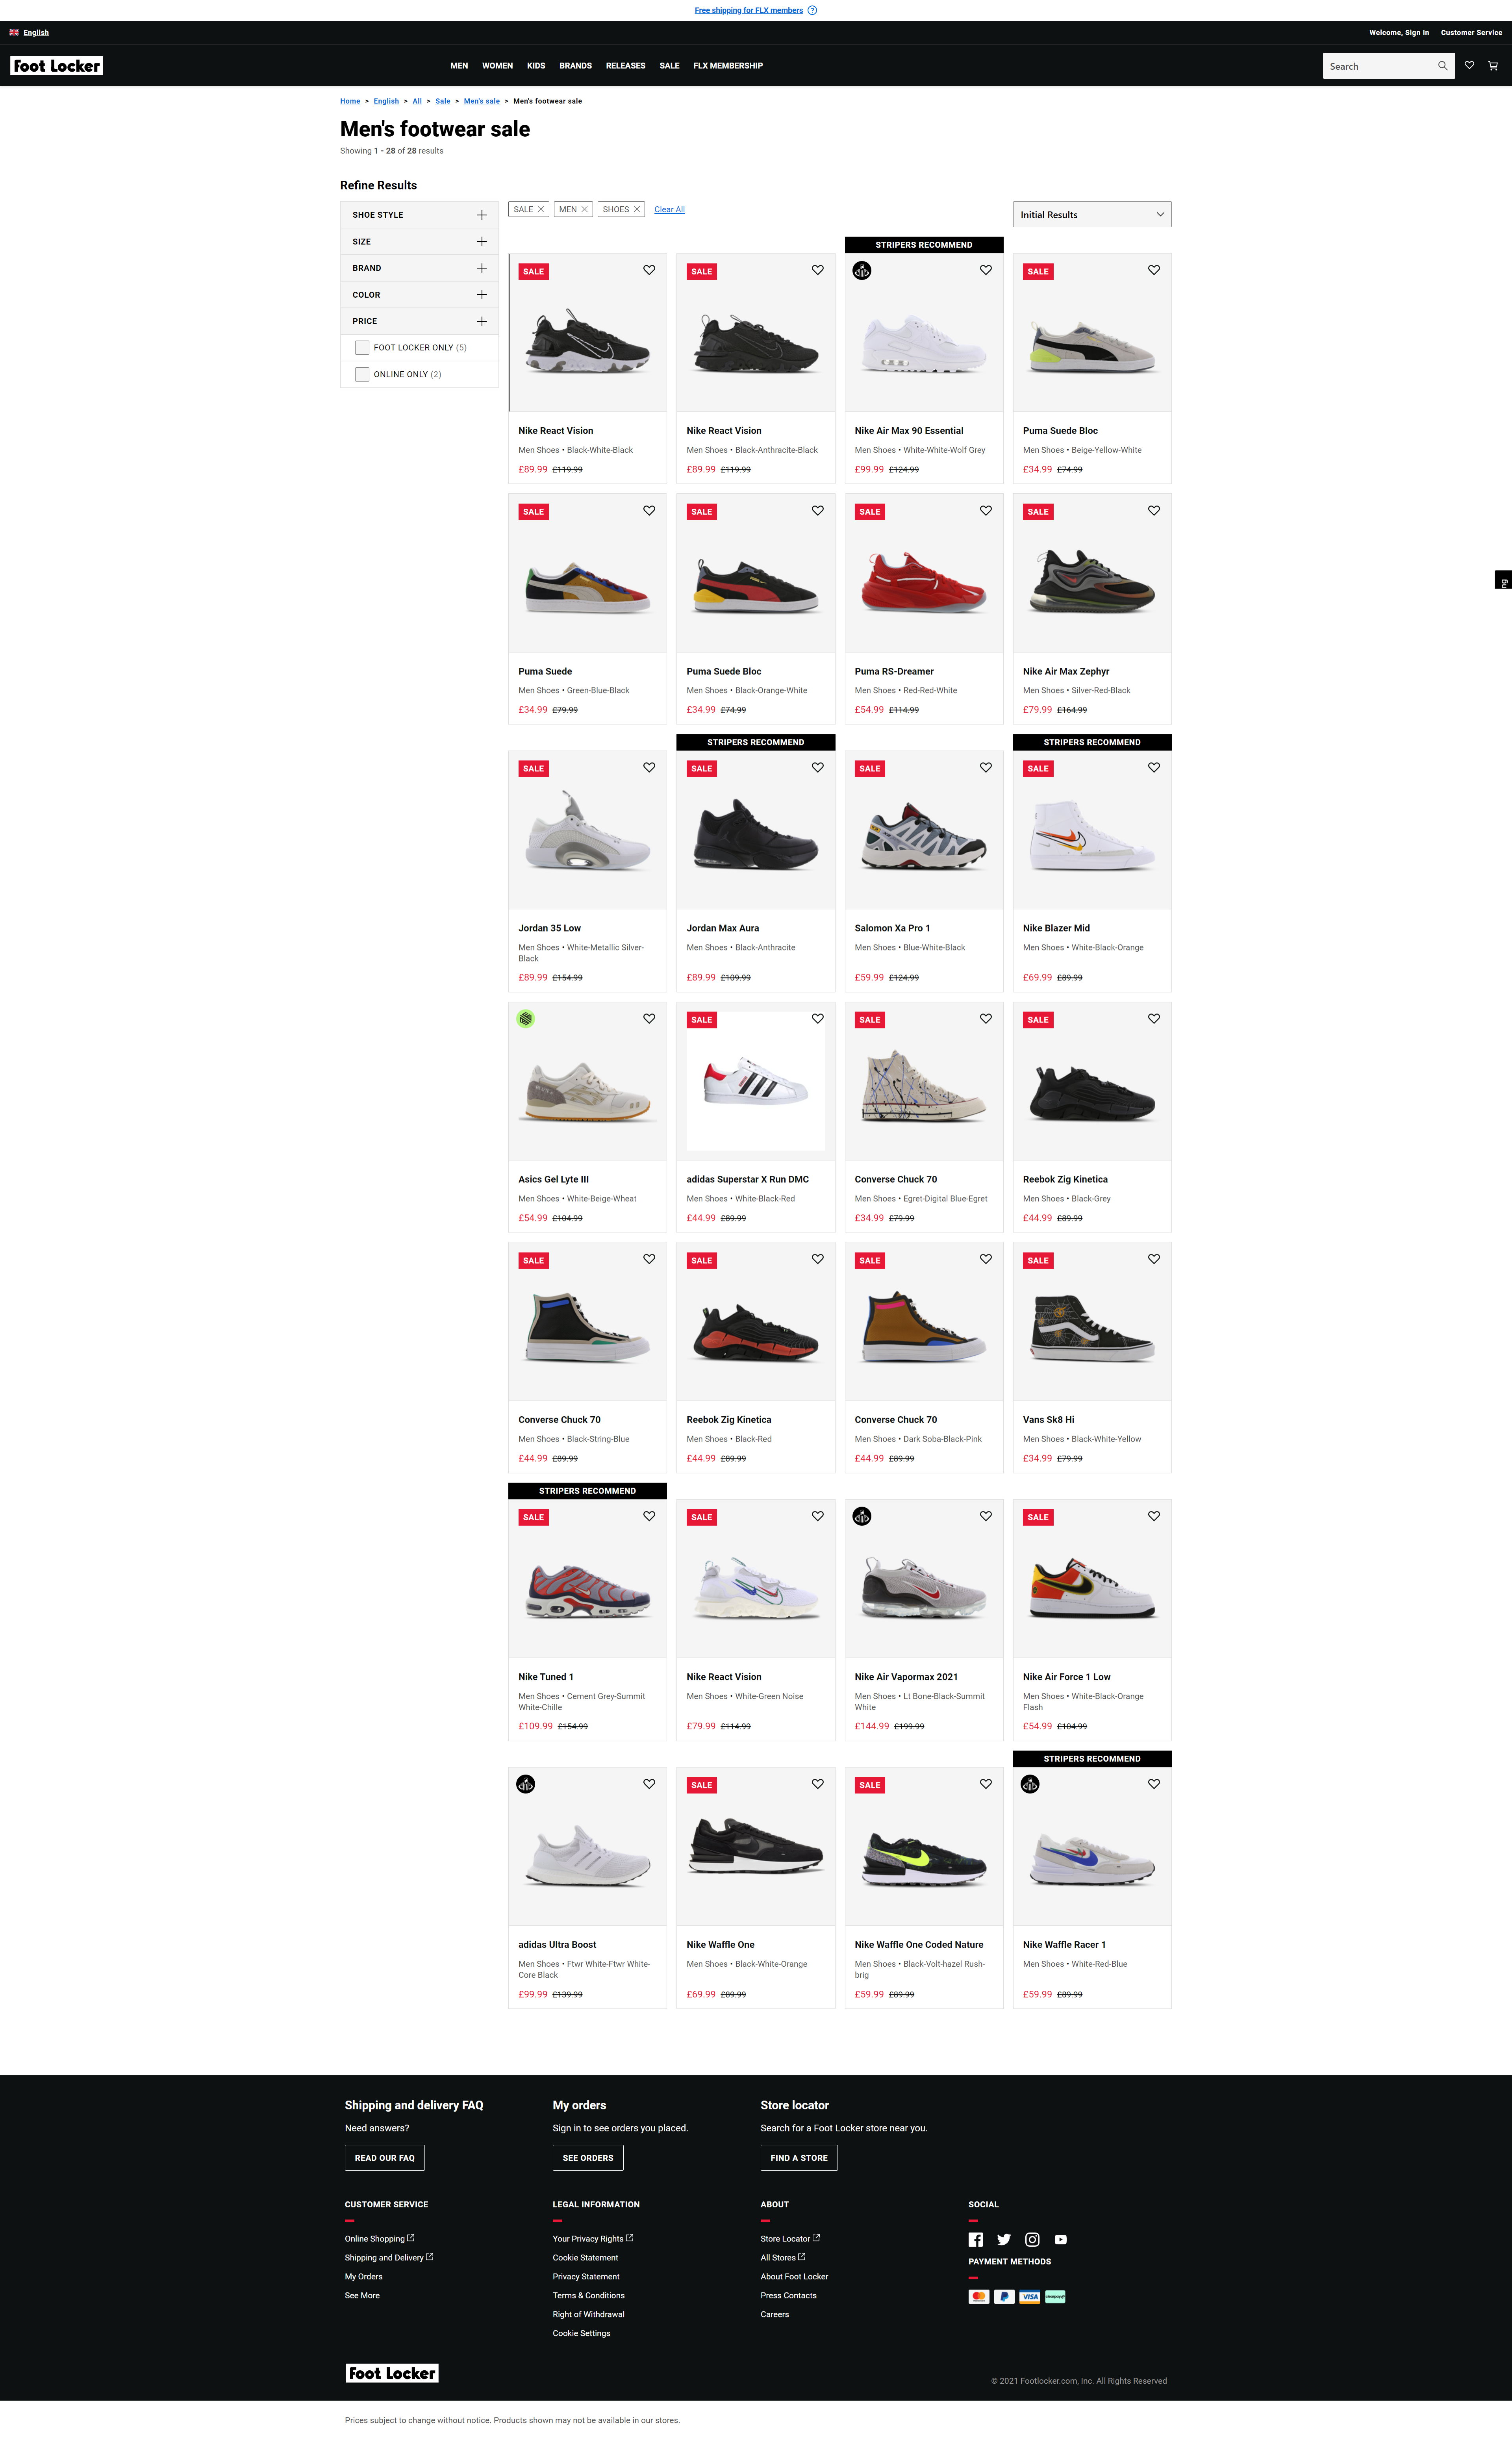 Free shipping for FLX members
English
Welcome, Sign In Customer Service
Foot Locker
MEN WOMEN KIDS BRANDS RELEASES SALE FLX MEMBERSHIP
Search
Home > English > All > Sale > Men's sale > Men's footwear sale
Men's footwear sale
Showing 1 - 28 of 28 results
Refine Results
SHOE STYLE
SIZE
BRAND
COLOR
PRICE
FOOT LOCKER ONLY (5)
ONLINE ONLY (2)
SALE MEN SHOES Clear All
Initial Results
STRIPERS RECOMMEND
SALE SALE SALE
Nike React Vision
Men Shoes • Black-White-Black
£89.99 £119.99
Nike React Vision
Men Shoes • Black-Anthracite-Black
£89.99 £119.99
Nike Air Max 90 Essential
Men Shoes • White-White-Wolf Grey
£99.99 £124.99
Puma Suede Bloc
Men Shoes • Beige-Yellow-White
£34.99 £74.99
SALE SALE SALE SALE
Puma Suede
Men Shoes • Green-Blue-Black
£34.99 £79.99
Puma Suede Bloc
Men Shoes • Black-Orange-White
£34.99 £74.99
Puma RS-Dreamer
Men Shoes • Red-Red-White
£54.99 £114.99
Nike Air Max Zephyr
Men Shoes • Silver-Red-Black
£79.99 £164.99
STRIPERS RECOMMEND STRIPERS RECOMMEND
SALE SALE SALE SALE
Jordan 35 Low
Men Shoes • White-Metallic Silver-
Black
£89.99 £154.99
Jordan Max Aura
Men Shoes • Black-Anthracite
£89.99 £109.99
Salomon Xa Pro 1
Men Shoes • Blue-White-Black
£59.99 £124.99
Nike Blazer Mid
Men Shoes • White-Black-Orange
£69.99 £89.99
SALE SALE SALE
Asics Gel Lyte III
Men Shoes • White-Beige-Wheat
£54.99 £104.99
adidas Superstar X Run DMC
Men Shoes • White-Black-Red
£44.99 £89.99
Converse Chuck 70
Men Shoes • Egret-Digital Blue-Egret
£34.99 £79.99
Reebok Zig Kinetica
Men Shoes • Black-Grey
£44.99 £89.99
SALE SALE SALE SALE
Converse Chuck 70
Men Shoes • Black-String-Blue
£44.99 £89.99
Reebok Zig Kinetica
Men Shoes • Black-Red
£44.99 £89.99
Converse Chuck 70
Men Shoes • Dark Soba-Black-Pink
£44.99 £89.99
Vans Sk8 Hi
Men Shoes • Black-White-Yellow
£34.99 £79.99
STRIPERS RECOMMEND
SALE SALE SALE
Nike Tuned 1
Men Shoes • Cement Grey-Summit
White-Chille
£109.99 £154.99
Nike React Vision
Men Shoes • White-Green Noise
£79.99 £114.99
Nike Air Vapormax 2021
Men Shoes • Lt Bone-Black-Summit
White
£144.99 £199.99
Nike Air Force 1 Low
Men Shoes • White-Black-Orange
Flash
£54.99 £104.99
STRIPERS RECOMMEND
SALE SALE
adidas Ultra Boost
Men Shoes • Ftwr White-Ftwr White-
Core Black
£99.99 £139.99
Nike Waffle One
Men Shoes • Black-White-Orange
£69.99 £89.99
Nike Waffle One Coded Nature
Men Shoes • Black-Volt-hazel Rush-
brig
£59.99 £89.99
Nike Waffle Racer 1
Men Shoes • White-Red-Blue
£59.99 £89.99
Shipping and delivery FAQ
Need answers?
READ OUR FAQ
My orders
Sign in to see orders you placed.
SEE ORDERS
Store locator
Search for a Foot Locker store near you.
FIND A STORE
CUSTOMER SERVICE
Online Shopping
Shipping and Delivery
My Orders
See More
LEGAL INFORMATION
Your Privacy Rights
Cookie Statement
Privacy Statement
Terms & Conditions
Right of Withdrawal
Cookie Settings
ABOUT
Store Locator
All Stores
About Foot Locker
Press Contacts
Careers
SOCIAL
PAYMENT METHODS
VISA
Foot Locker
© 2021 Footlocker.com, Inc. All Rights Reserved
Prices subject to change without notice. Products shown may not be available in our stores.